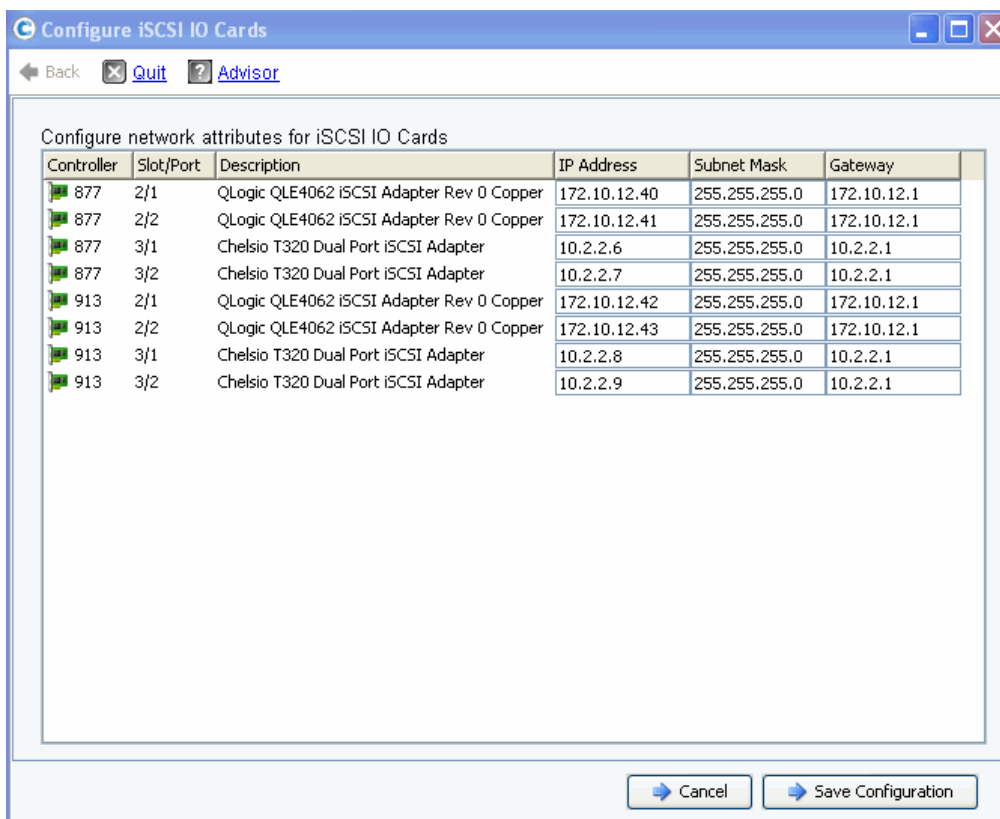 Configure iSCSI IO Cards
Back Quit Advisor
Configure network attributes for iSCSI IO Cards
Controller Slot/Port Description IP Address Subnet Mask Gateway
877 2/1 QLogic QLE4062 iSCSI Adapter Rev 0 Copper 172.10.12.40 255.255.255.0 172.10.12.1
877 2/2 QLogic QLE4062 iSCSI Adapter Rev 0 Copper 172.10.12.41 255.255.255.0 172.10.12.1
877 3/1 Chelsio T320 Dual Port iSCSI Adapter 10.2.2.6 255.255.255.0 10.2.2.1
877 3/2 Chelsio T320 Dual Port iSCSI Adapter 10.2.2.7 255.255.255.0 10.2.2.1
913 2/1 QLogic QLE4062 iSCSI Adapter Rev 0 Copper 172.10.12.42 255.255.255.0 172.10.12.1
913 2/2 QLogic QLE4062 iSCSI Adapter Rev 0 Copper 172.10.12.43 255.255.255.0 172.10.12.1
913 3/1 Chelsio T320 Dual Port iSCSI Adapter 10.2.2.8 255.255.255.0 10.2.2.1
913 3/2 Chelsio T320 Dual Port iSCSI Adapter 10.2.2.9 255.255.255.0 10.2.2.1
Cancel Save Configuration